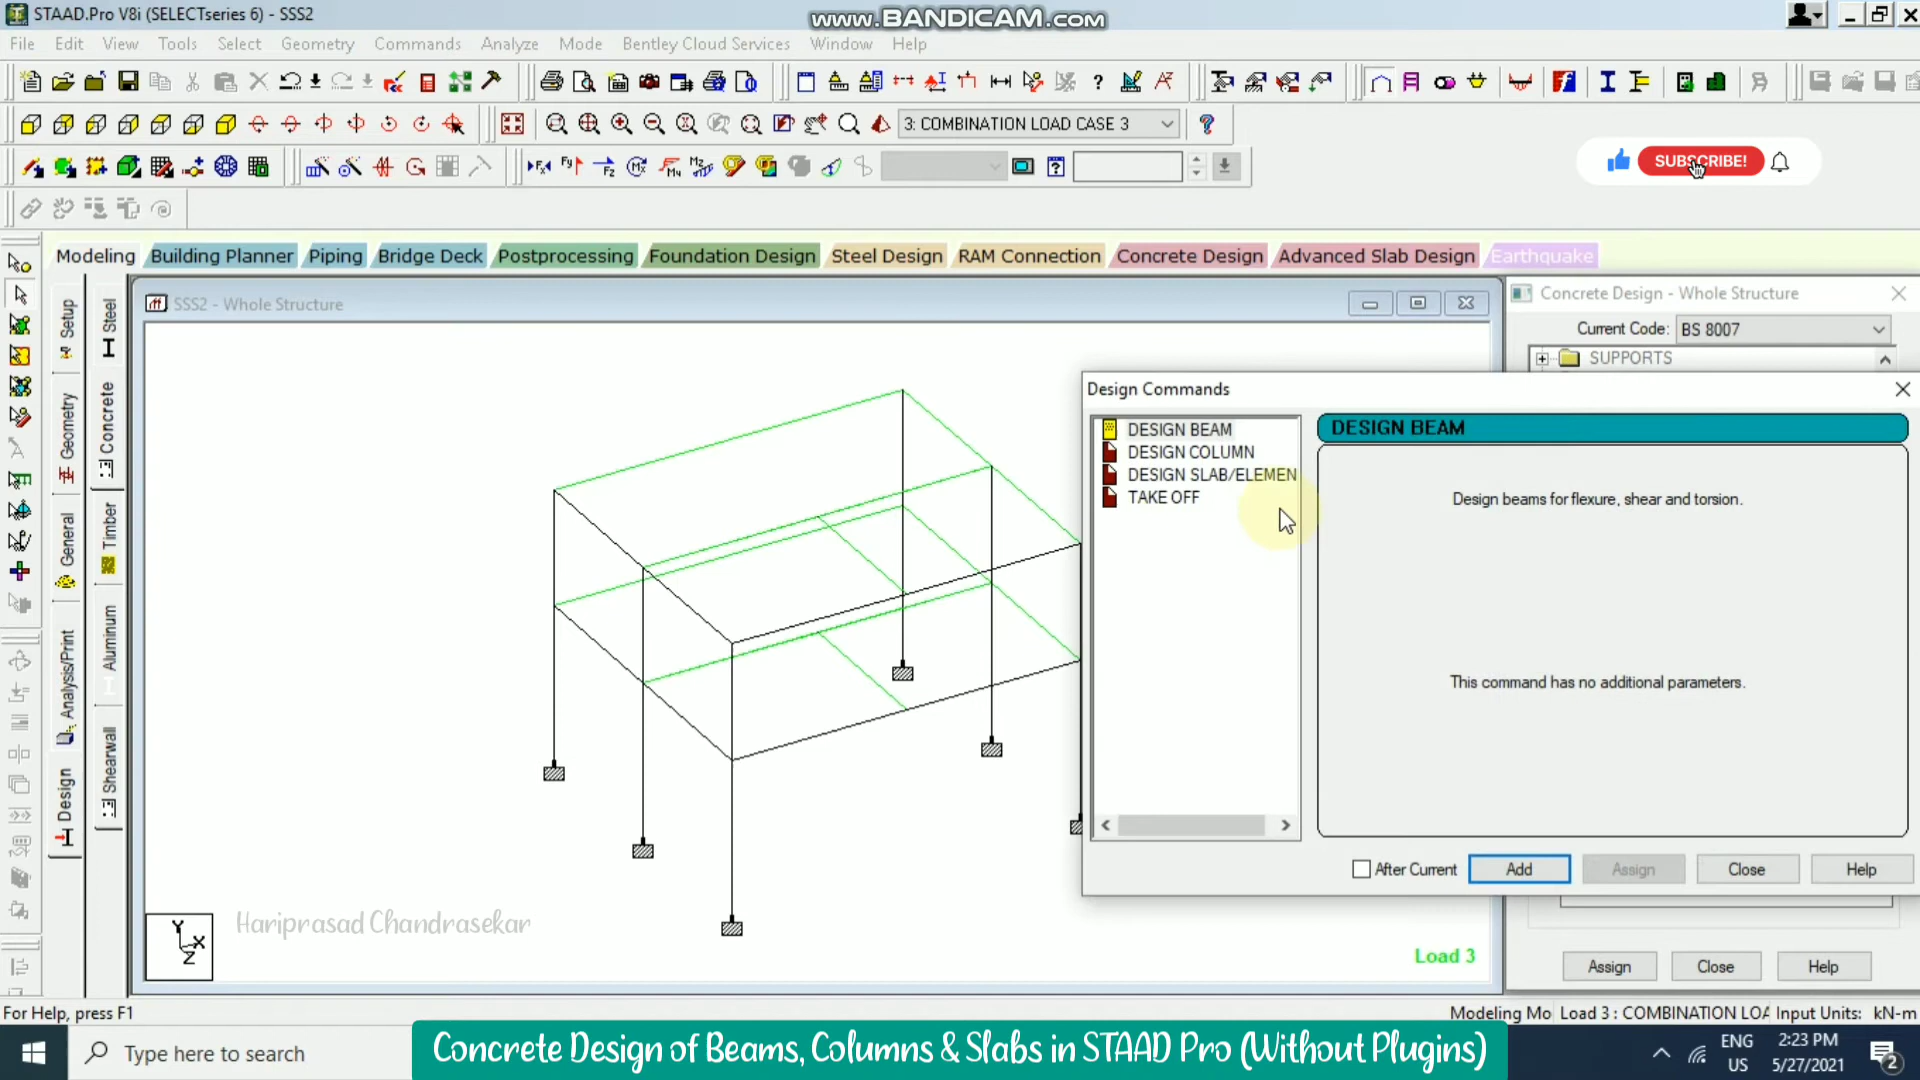 STAAD.Pro V8i (SELECTseries 6) - SSS2
www.BANDICAM.com
File Edit View Tools Select Geometry Commands Analyze Mode Bentley Cloud Services Window Help
3: COMBINATION LOAD CASE 3
SUBSCRIBE!
Modeling Building Planner Piping Bridge Deck Postprocessing Foundation Design Steel Design RAM Connection Concrete Design Advanced Slab Design Earthquake
Setup
Geometry
General
Analysis/Print
Design
Steel
Concrete
Timber
Aluminum
Shearwall
SSS2 - Whole Structure
Concrete Design - Whole Structure
Current Code: BS 8007
SUPPORTS
Design Commands
DESIGN BEAM
DESIGN COLUMN
DESIGN SLAB/ELEMEN
TAKE OFF
DESIGN BEAM
Design beams for flexure, shear and torsion.
This command has no additional parameters.
After Current Add Assign Close Help
Assign Close Help
Y
X
Z
Hariprasad Chandrasekar
Load 3
For Help, press F1
Modeling Mo Load 3 : COMBINATION LOA Input Units: kN-m
Type here to search
Concrete Design of Beams, Columns & Slabs in STAAD Pro (Without Plugins)
ENG
US
2:23 PM
5/27/2021
2